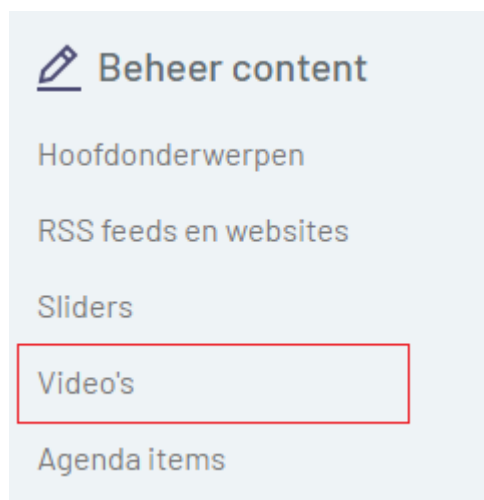 Beheer content
Hoofdonderwerpen
RSS feeds en websites
Sliders
Video's
Agenda items